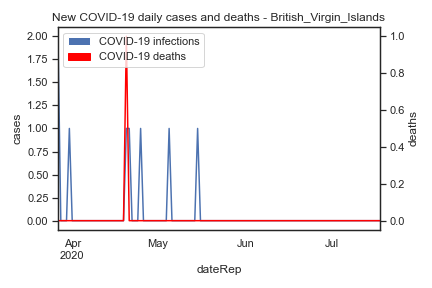 New COVID-19 daily cases and deaths - British_Virgin_Islands
COVID-19 infections
COVID-19 deaths
2.00
1.75
1.50
1.25
1.00
0.75
0.50
0.25
0.00
cases
1.0
0.8
0.6
0.4
0.2
0.0
deaths
Apr
2020
May
Jun
Jul
dateRep